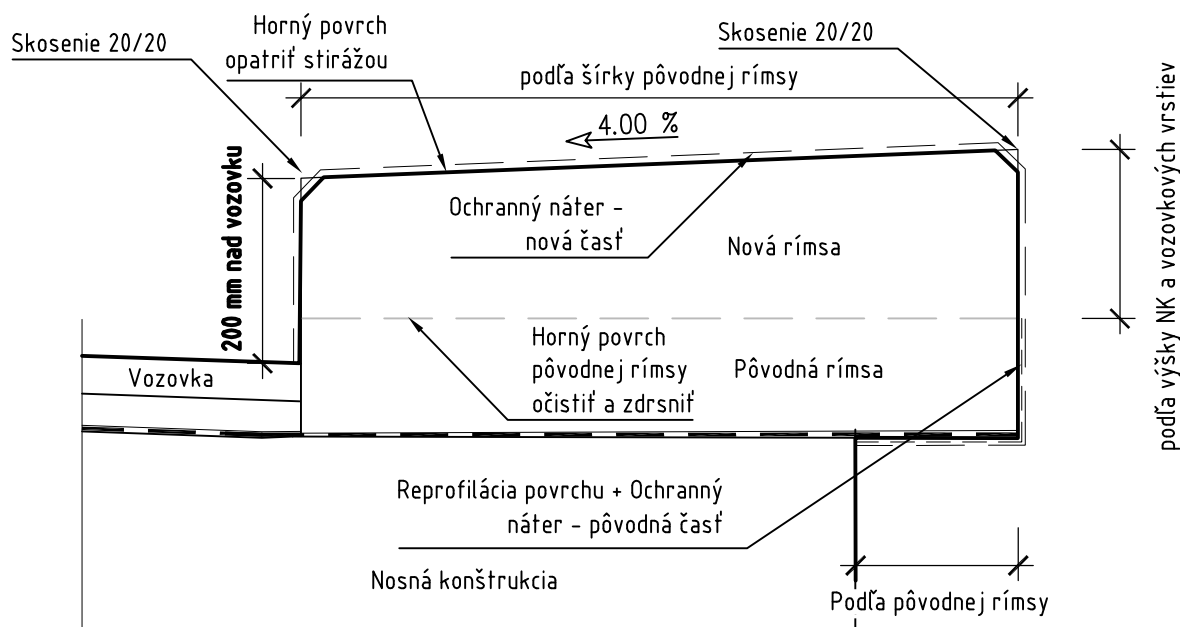 Skosenie 20/20
Horný povrch
opatriť stirážou
Skosenie 20/20
podľa šírky pôvodnej rímsy
4.00 %
podľa výšky NK a vozovkových vrstiev
200 mm nad vozovku
Ochranný náter -
nová časť
Nová rímsa
Horný povrch
pôvodnej rímsy
očistiť a zdrsniť
Pôvodná rímsa
Vozovka
Reprofilácia povrchu + Ochranný
náter - pôvodná časť
Nosná konštrukcia
Podľa pôvodnej rímsy